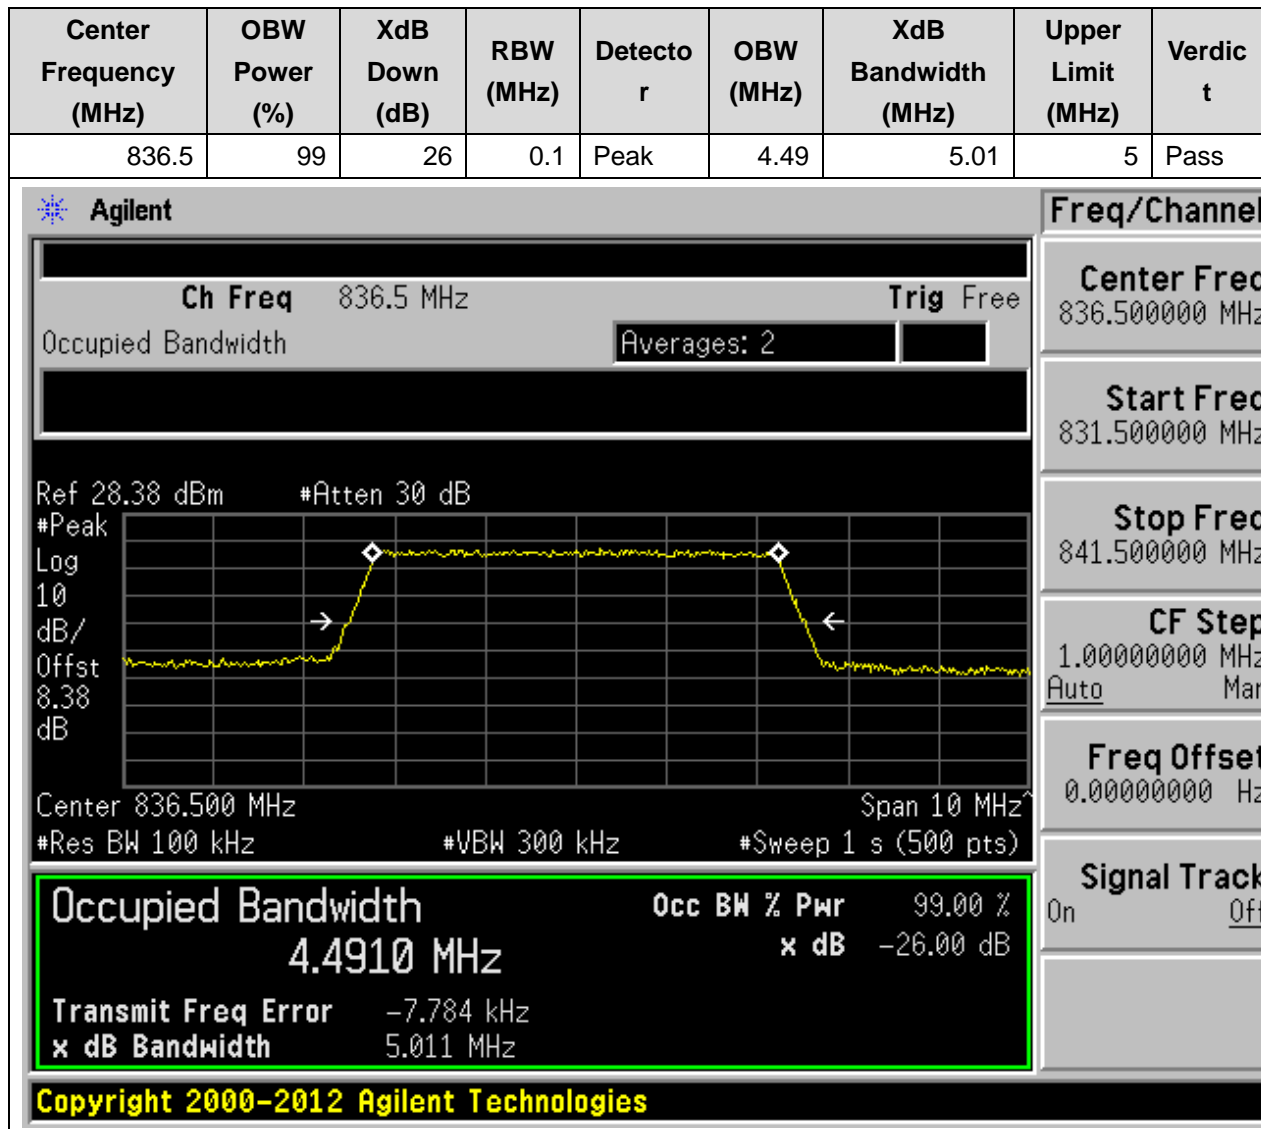 Center Frequency (MHz) OBW Power (%) XdB Down (dB) RBW (MHz) Detector OBW (MHz) XdB Bandwidth (MHz) Upper Limit (MHz) Verdict
836.5 99 26 0.1 Peak 4.49 5.01 5 Pass
Agilent
Freq/Channel
Ch Freq 836.5 MHz Trig Free
Occupied Bandwidth Averages: 2
Center Freq
836.500000 MHz
Start Freq
831.500000 MHz
Stop Freq
841.500000 MHz
CF Step
1.00000000 MHz
Auto Man
Freq Offset
0.00000000 Hz
Signal Track
On Off
Ref 28.38 dBm #Atten 30 dB
#Peak
Log
10
dB/
Offst
8.38
dB
Center 836.500 MHz Span 10 MHz^
#Res BW 100 kHz #VBW 300 kHz #Sweep 1 s (500 pts)
Occupied Bandwidth Occ BW % Pwr 99.00 %
4.4910 MHz x dB -26.00 dB
Transmit Freq Error -7.784 kHz
x dB Bandwidth 5.011 MHz
Copyright 2000-2012 Agilent Technologies